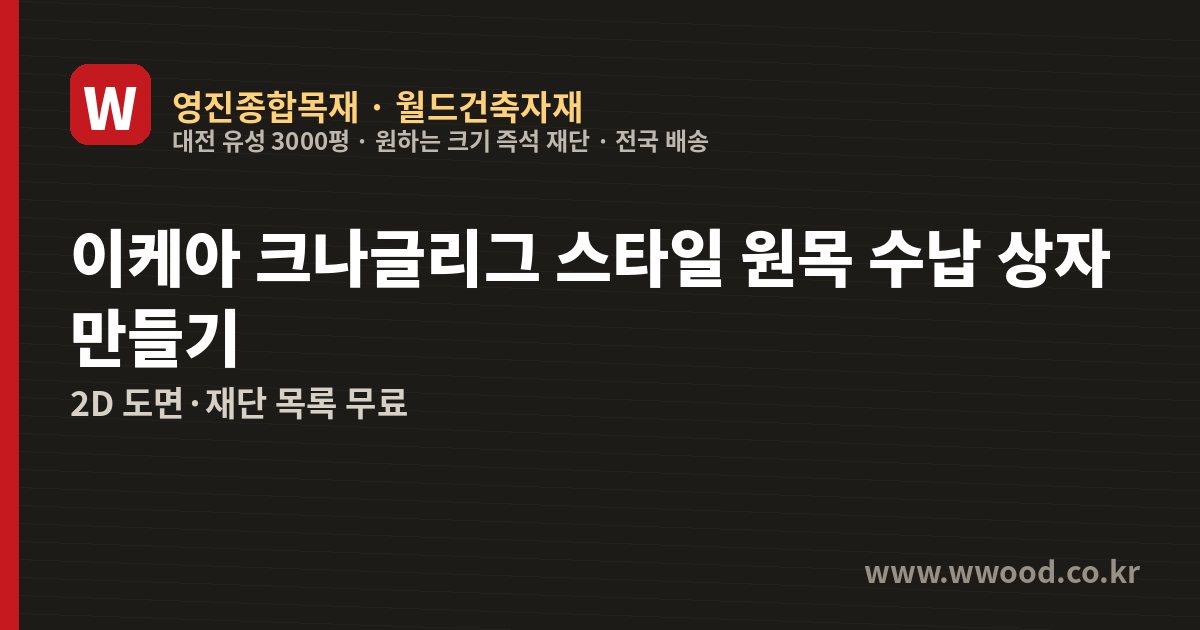 W
영진종합목재 · 월드건축자재
대전 유성 3000평 · 원하는 크기 즉석 재단 · 전국 배송
이케아 크나글리그 스타일 원목 수납 상자
만들기
2D 도면·재단 목록 무료
www.wwood.co.kr